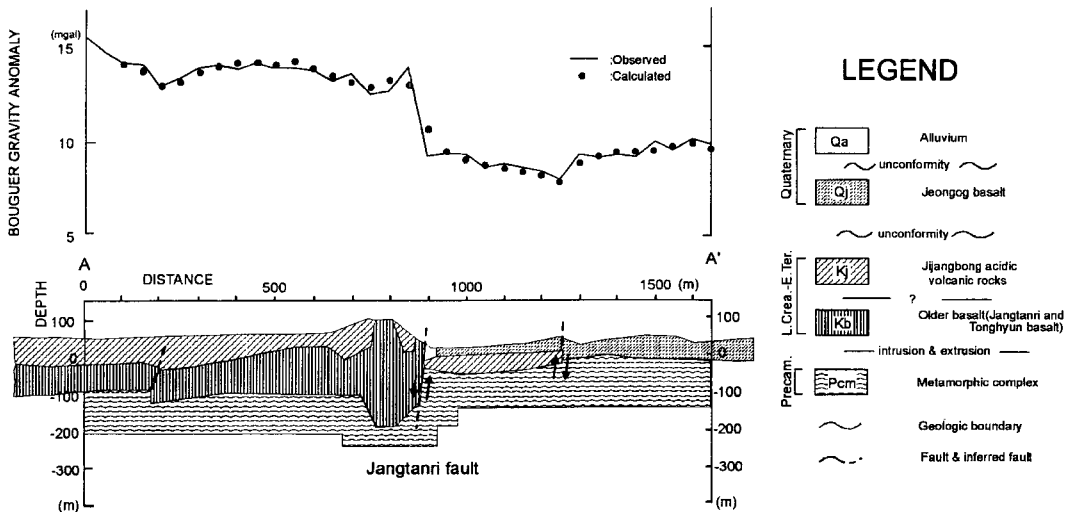 BOUGUER GRAVITY ANOMALY
(mgal)
15
10
5
:Observed
:Calculated
A
A'
DISTANCE
0
500
1000
1500
(m)
DEPTH
100
0
-100
-200
-300
(m)
100
0
-100
-200
-300
(m)
Jangtanri fault
LEGEND
Quaternary
Qa
Alluvium
unconformity
Qj
Jeongog basalt
unconformity
L.Crea.-E.Ter.
Kj
Jijangbong acidic
volcanic rocks
?
Kb
Older basalt(Jangtanri and
Tonghyun basalt)
intrusion & extrusion
Precam.
Pcm
Metamorphic complex
Geologic boundary
Fault & inferred fault